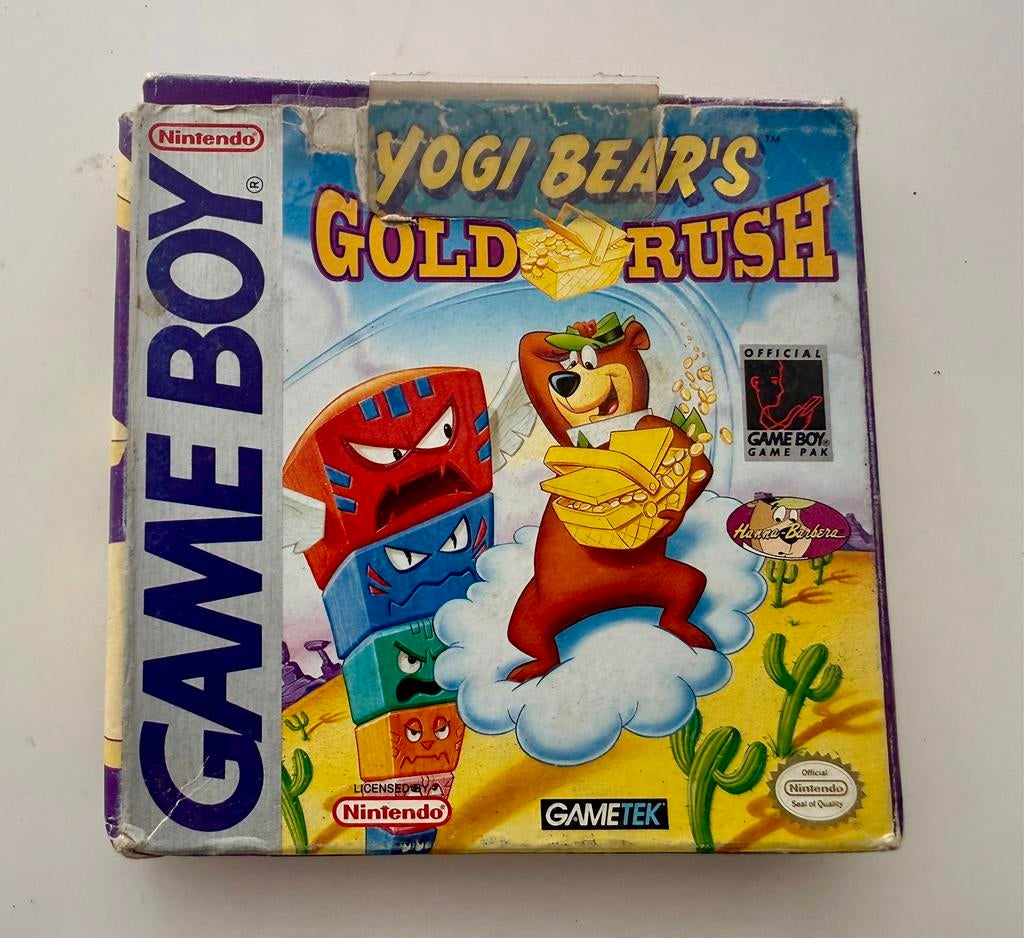 Nintendo
GAME BOY®
YOGI BEAR'S™
GOLD RUSH
OFFICIAL
GAME BOY®
GAME PAK
Hanna-Barbera
LICENSED BY
Nintendo®
GAMETEK®
Official
Nintendo
Seal of Quality